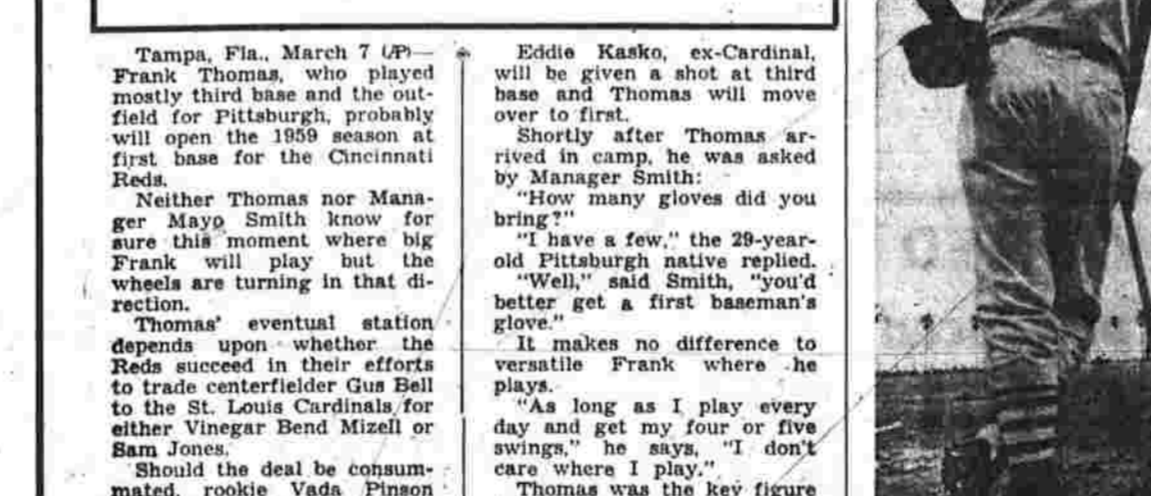 Tampa, Fla., March 7 (AP)—
Frank Thomas, who played
mostly third base and the out-
field for Pittsburgh, probably
will open the 1959 season at
first base for the Cincinnati
Reds.
Neither Thomas nor Mana-
ger Mayo Smith know for
sure this moment where big
Frank will play but the
wheels are turning in that di-
rection.
Thomas' eventual station
depends upon whether the
Reds succeed in their efforts
to trade centerfielder Gus Bell
to the St. Louis Cardinals for
either Vinegar Bend Mizell or
Sam Jones.
Should the deal be consum-
mated, rookie Vada Pinson
Eddie Kasko, ex-Cardinal,
will be given a shot at third
base and Thomas will move
over to first.
Shortly after Thomas ar-
rived in camp, he was asked
by Manager Smith:
"How many gloves did you
bring?"
"I have a few," the 29-year-
old Pittsburgh native replied.
"Well," said Smith, "you'd
better get a first baseman's
glove."
It makes no difference to
versatile Frank where he
plays.
"As long as I play every
day and get my four or five
swings," he says, "I don't
care where I play."
Thomas was the key figure